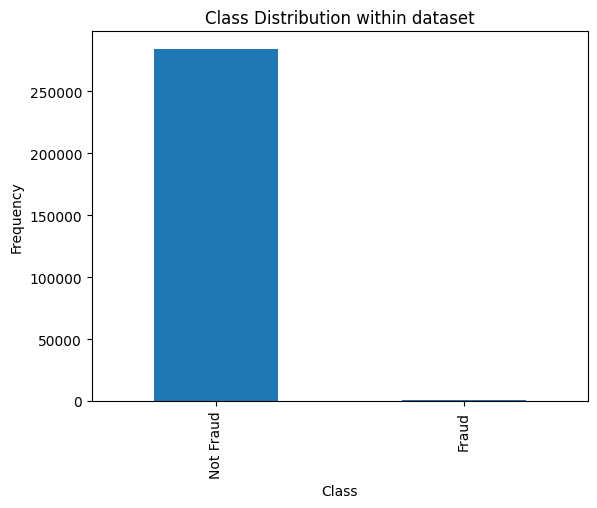 Class Distribution within dataset
Frequency
250000
200000
150000
100000
50000
0
Not Fraud
Fraud
Class